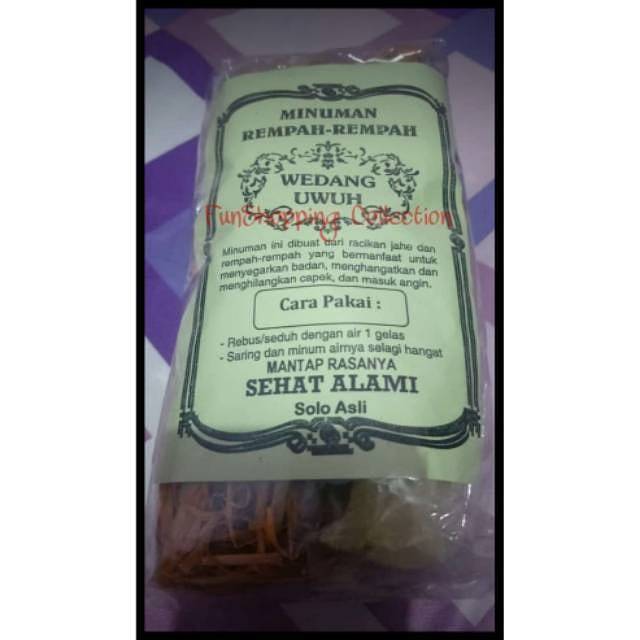 MINUMAN
REMPAH-REMPAH
WEDANG
UWUH
FunShopping Collection
Minuman ini dibuat dari racikan jahe dan
rempah-rempah yang bermanfaat untuk
menyegarkan badan, menghangatkan dan
menghilangkan capek, dan masuk angin.
Cara Pakai :
- Rebus/seduh dengan air 1 gelas
- Saring dan minum airnya selagi hangat
MANTAP RASANYA
SEHAT ALAMI
Solo Asli